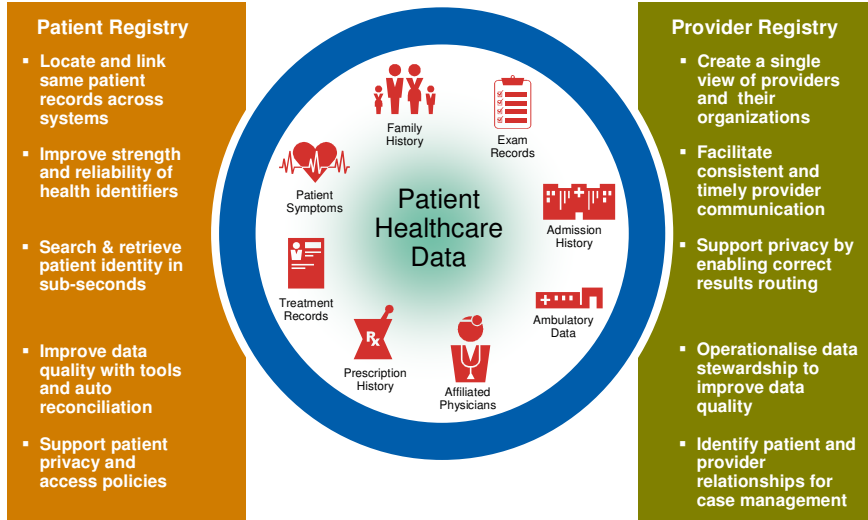 Patient Registry
▪ Locate and link
same patient
records across
systems
▪ Improve strength
and reliability of
health identifiers
▪ Search & retrieve
patient identity in
sub-seconds
▪ Improve data
quality with tools
and auto
reconciliation
▪ Support patient
privacy and
access policies
Family
History
Exam
Records
Patient
Symptoms
Patient
Healthcare
Data
Admission
History
Treatment
Records
Ambulatory
Data
Rx
Prescription
History
Affiliated
Physicians
Provider Registry
▪ Create a single
view of providers
and their
organizations
▪ Facilitate
consistent and
timely provider
communication
▪ Support privacy by
enabling correct
results routing
▪ Operationalise data
stewardship to
improve data
quality
▪ Identify patient and
provider
relationships for
case management